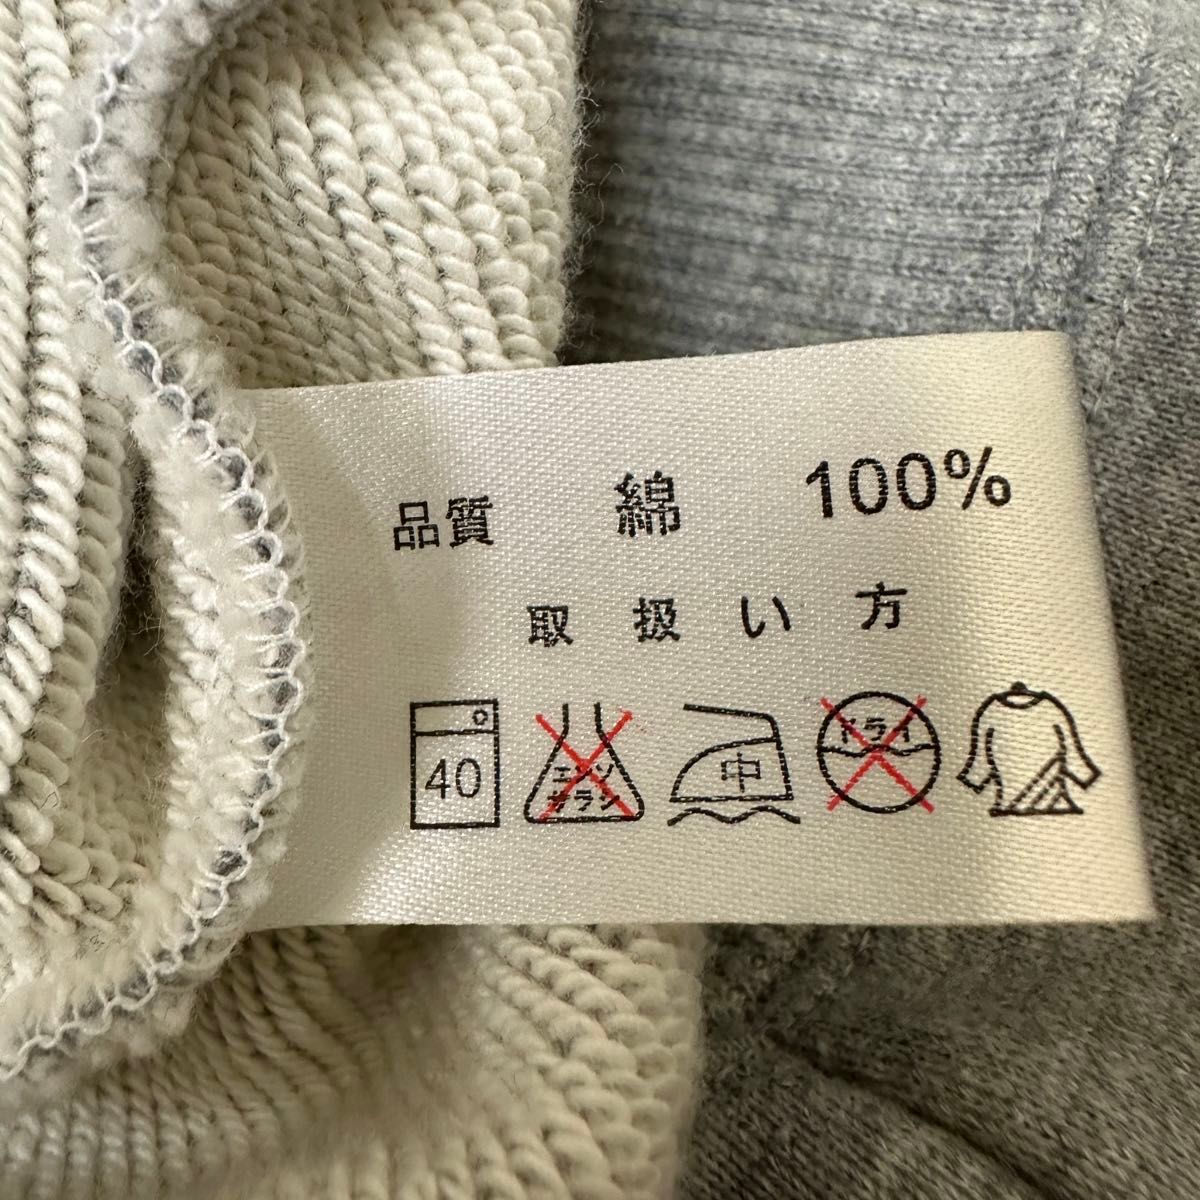 品質 綿 100%
取扱い方
40 エンソサラシ 中 ドライ